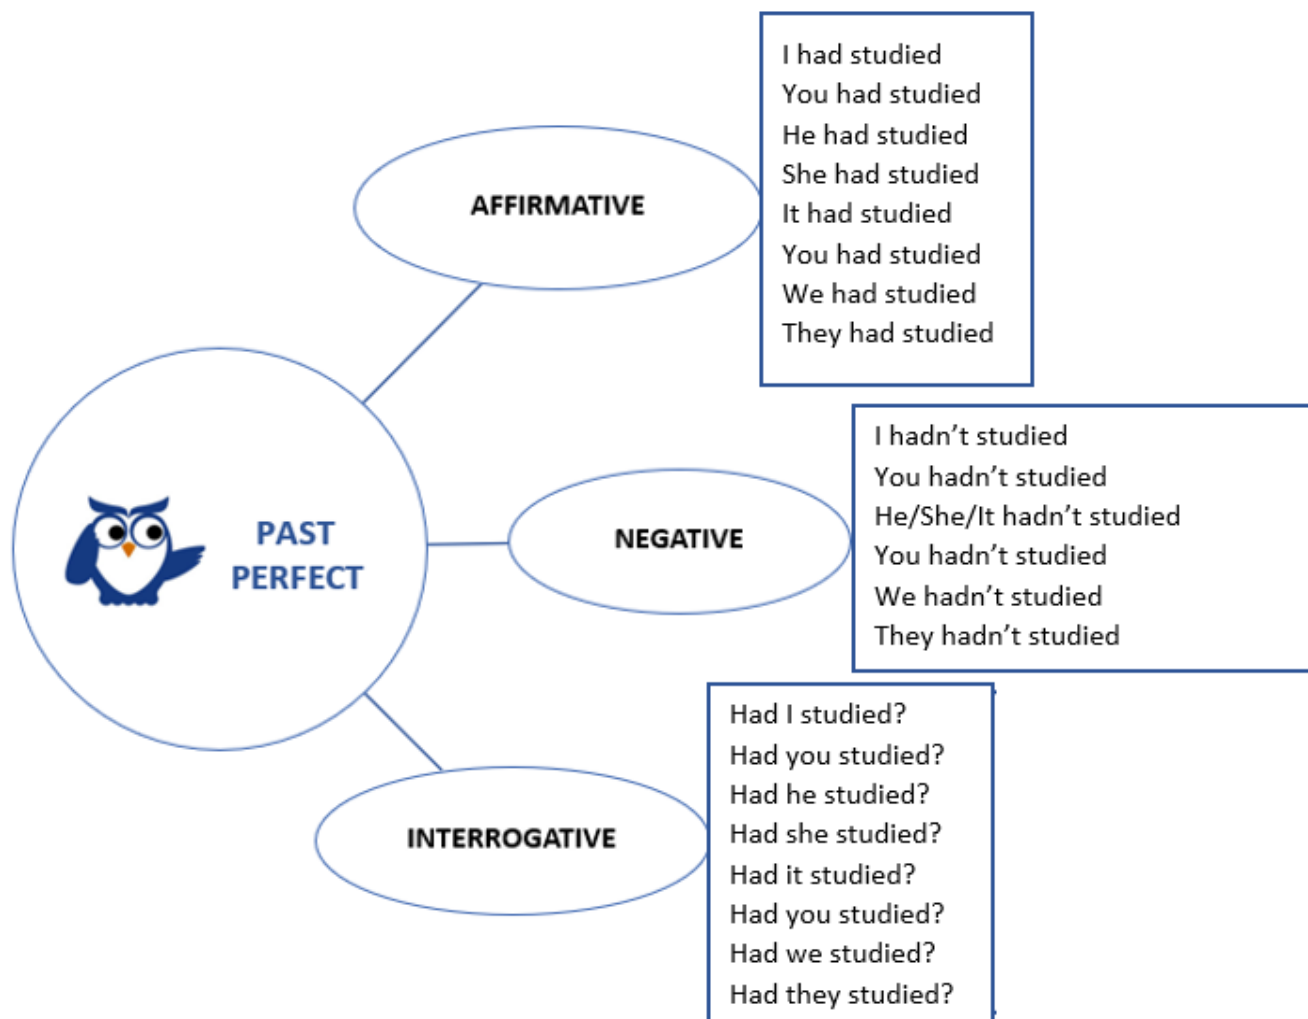 I had studied
You had studied
He had studied
She had studied
It had studied
You had studied
We had studied
They had studied
AFFIRMATIVE
I hadn’t studied
You hadn’t studied
He/She/It hadn’t studied
You hadn’t studied
We hadn’t studied
They hadn’t studied
NEGATIVE
PAST
PERFECT
Had I studied?
Had you studied?
Had he studied?
Had she studied?
Had it studied?
Had you studied?
Had we studied?
Had they studied?
INTERROGATIVE